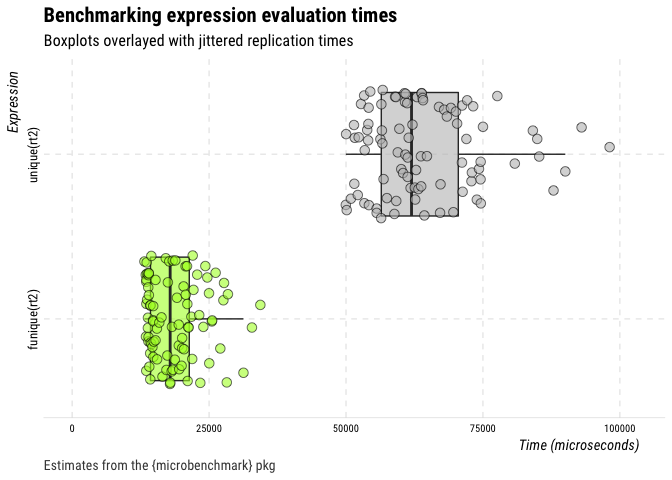 Benchmarking expression evaluation times
Boxplots overlayed with jittered replication times
Expression
unique(rt2)
funique(rt2)
0 25000 50000 75000 100000
Time (microseconds)
Estimates from the {microbenchmark} pkg